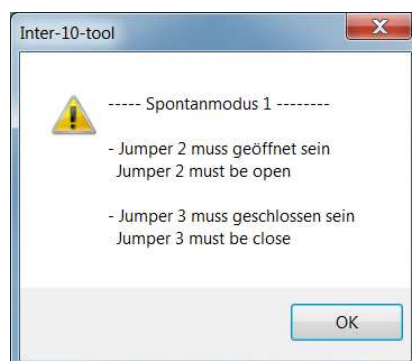 Inter-10-tool
----- Spontanmodus 1 --------
- Jumper 2 muss geöffnet sein
Jumper 2 must be open
- Jumper 3 muss geschlossen sein
Jumper 3 must be close
OK